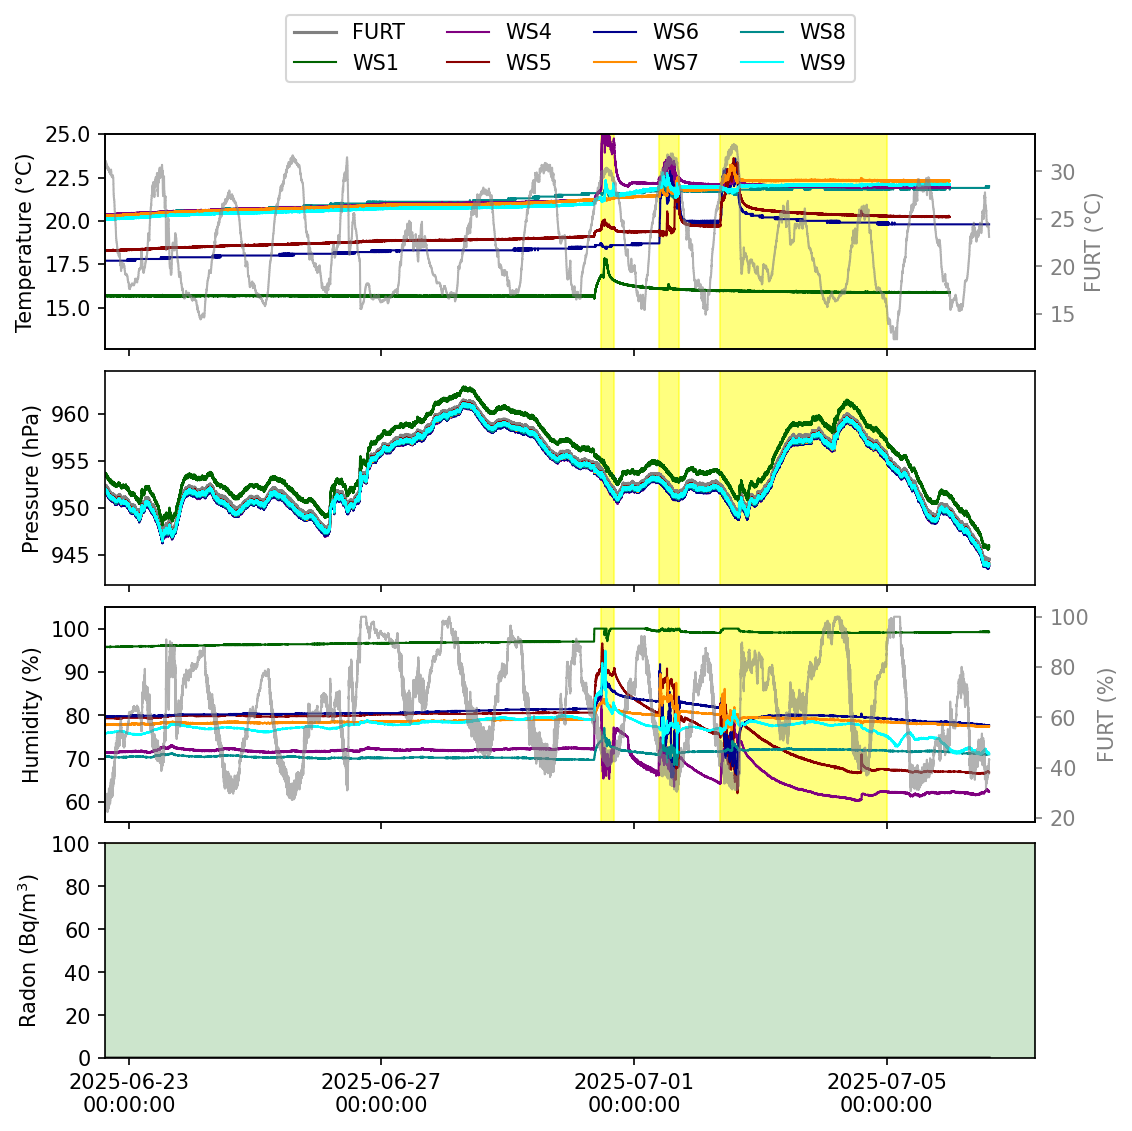 FURT WS4 WS6 WS8
WS1 WS5 WS7 WS9
Temperature (°C)
25.0
22.5
20.0
17.5
15.0
30
25
20
15
FURT (°C)
Pressure (hPa)
960
955
950
945
Humidity (%)
100
90
80
70
60
100
80
60
40
20
FURT (%)
Radon (Bq/m³)
100
80
60
40
20
0
2025-06-23 2025-06-27 2025-07-01 2025-07-05
00:00:00 00:00:00 00:00:00 00:00:00